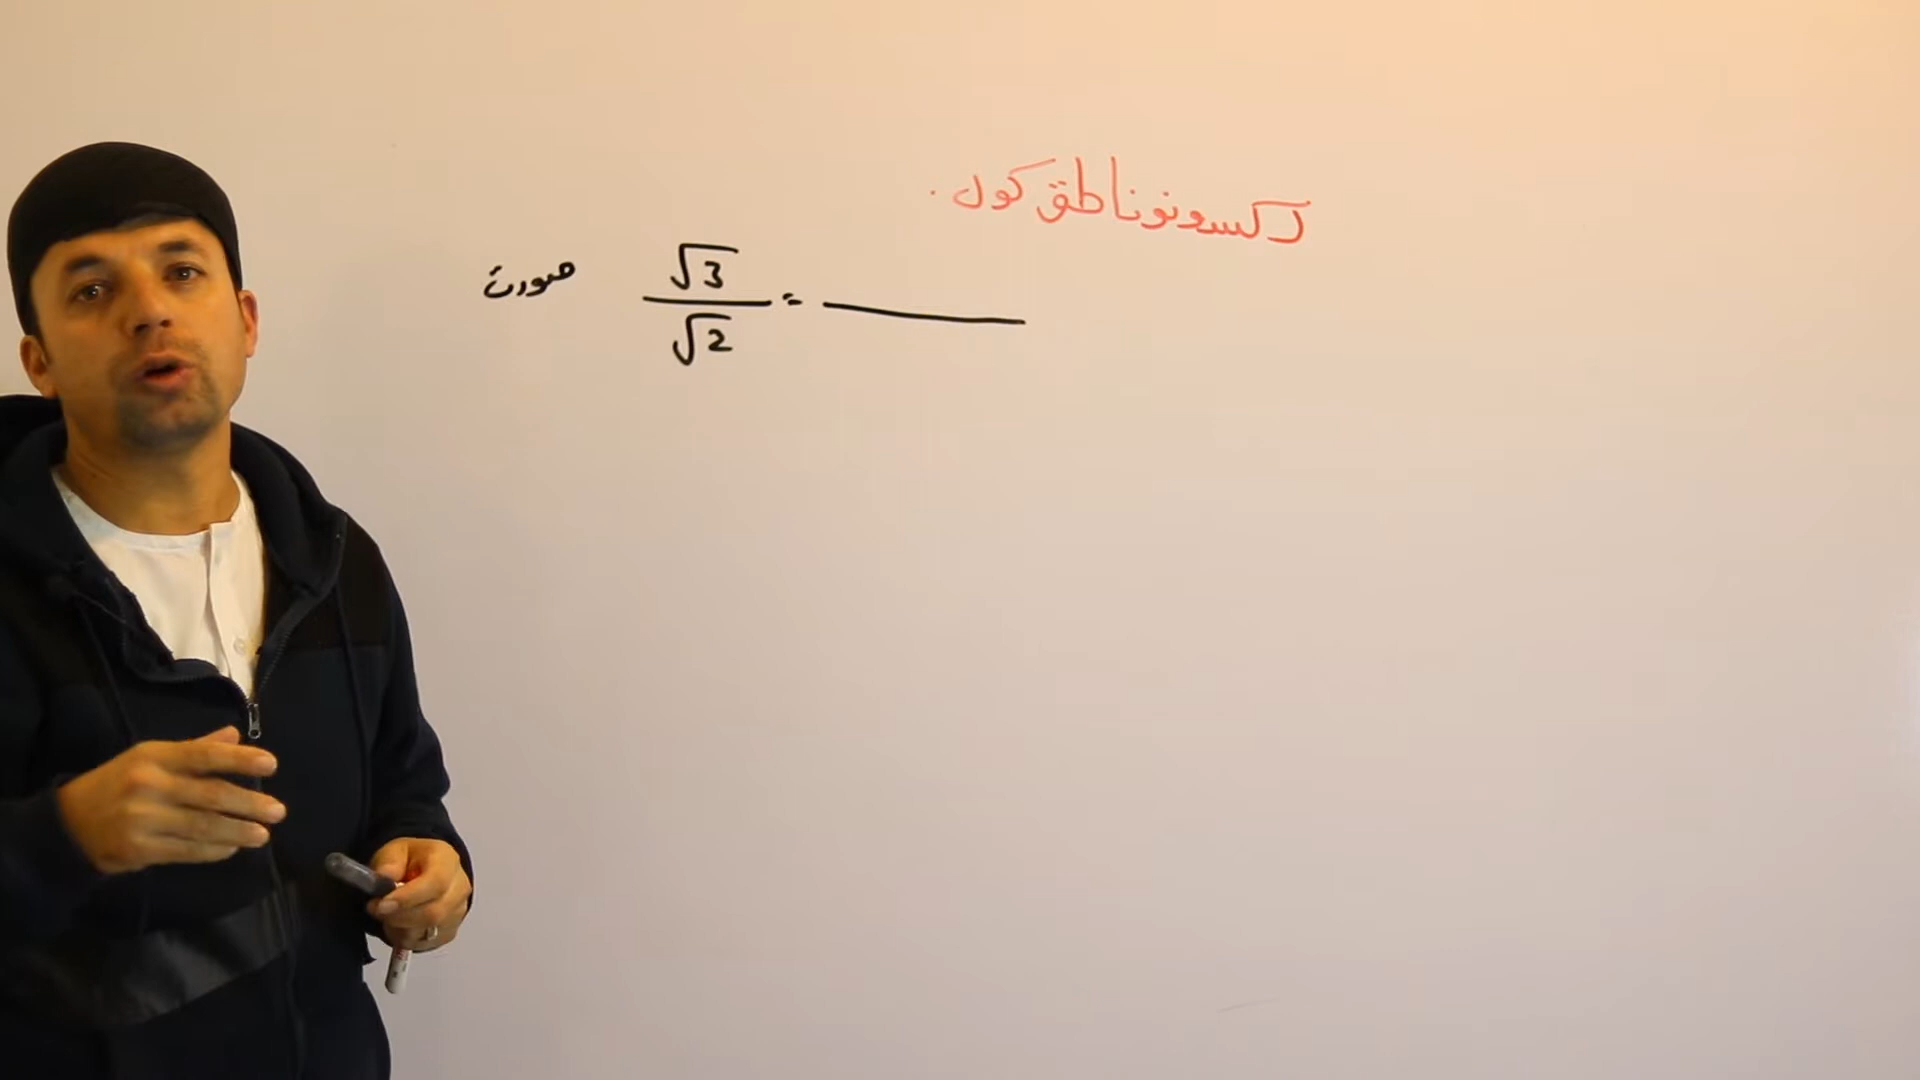 د کسرونو ناطق کول.
صورت √3/√2 = ____